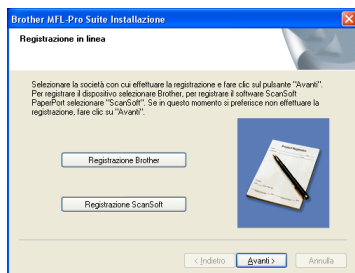 Brother MFL-Pro Suite Installazione
Registrazione in linea
Selezionare la società con cui effettuare la registrazione e fare clic sul pulsante "Avanti".
Per registrare il dispositivo selezionare Brother, per registrare il software ScanSoft
PaperPort selezionare "ScanSoft". Se in questo momento si preferisce non effettuare la
registrazione, fare clic su "Avanti".
Registrazione Brother
Registrazione ScanSoft
< Indietro
Avanti >
Annulla